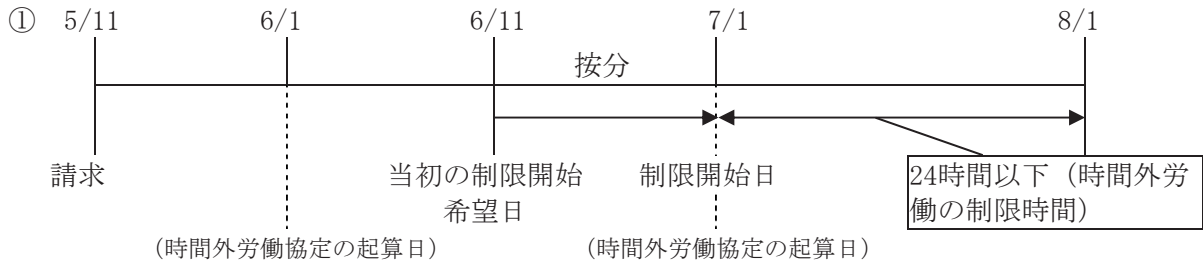 ① 5/11 6/1 6/11 7/1 8/1
按分
請求 当初の制限開始 制限開始日 24時間以下（時間外労
希望日 働の制限時間）
（時間外労働協定の起算日） （時間外労働協定の起算日）